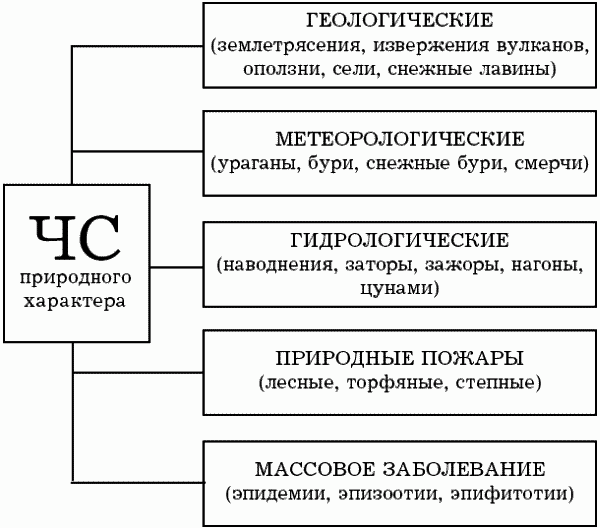 ГЕОЛОГИЧЕСКИЕ
(землетрясения, извержения вулканов,
оползни, сели, снежные лавины)
МЕТЕОРОЛОГИЧЕСКИЕ
(ураганы, бури, снежные бури, смерчи)
ЧС
природного
характера
ГИДРОЛОГИЧЕСКИЕ
(наводнения, заторы, зажоры, нагоны,
цунами)
ПРИРОДНЫЕ ПОЖАРЫ
(лесные, торфяные, степные)
МАССОВОЕ ЗАБОЛЕВАНИЕ
(эпидемии, эпизоотии, эпифитотии)